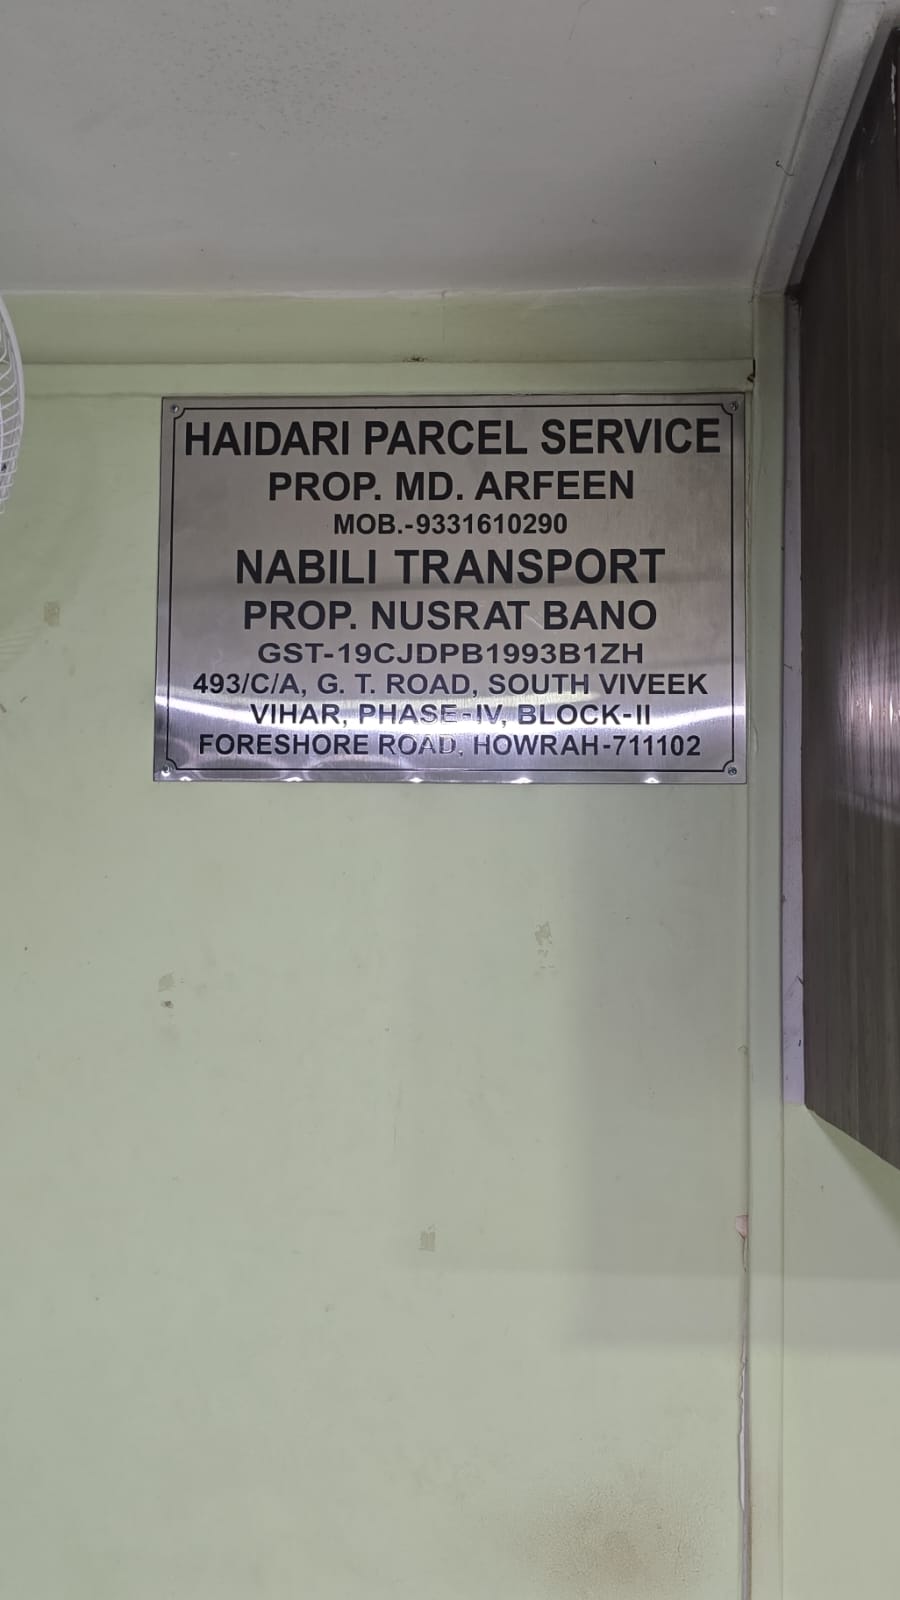 HAIDARI PARCEL SERVICE
PROP. MD. ARFEEN
MOB.-9331610290
NABILI TRANSPORT
PROP. NUSRAT BANO
GST-19CJDPB1993B1ZH
493/C/A, G. T. ROAD, SOUTH VIVEEK
VIHAR, PHASE-IV, BLOCK-II
FORESHORE ROAD, HOWRAH-711102